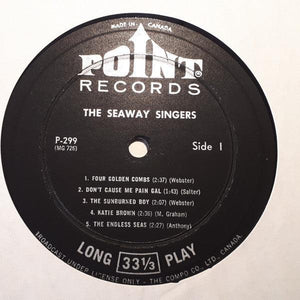 MADE IN CANADA
POINT
RECORDS
THE SEAWAY SINGERS
P-299
(MG 725)
Side 1
1. FOUR GOLDEN COMBS (2:37) (Webster)
2. DON'T CAUSE ME PAIN GAL (1:43) (Salter)
3. THE SUNBURNED BOY (2:07) (Webster)
4. KATIE BROWN (2:36) (M. Graham)
5. THE ENDLESS SEAS (2:27) (Anthony)
LONG 33⅓ PLAY
BROADCAST UNDER LICENSE ONLY - THE COMPO CO. LTD. CANADA.